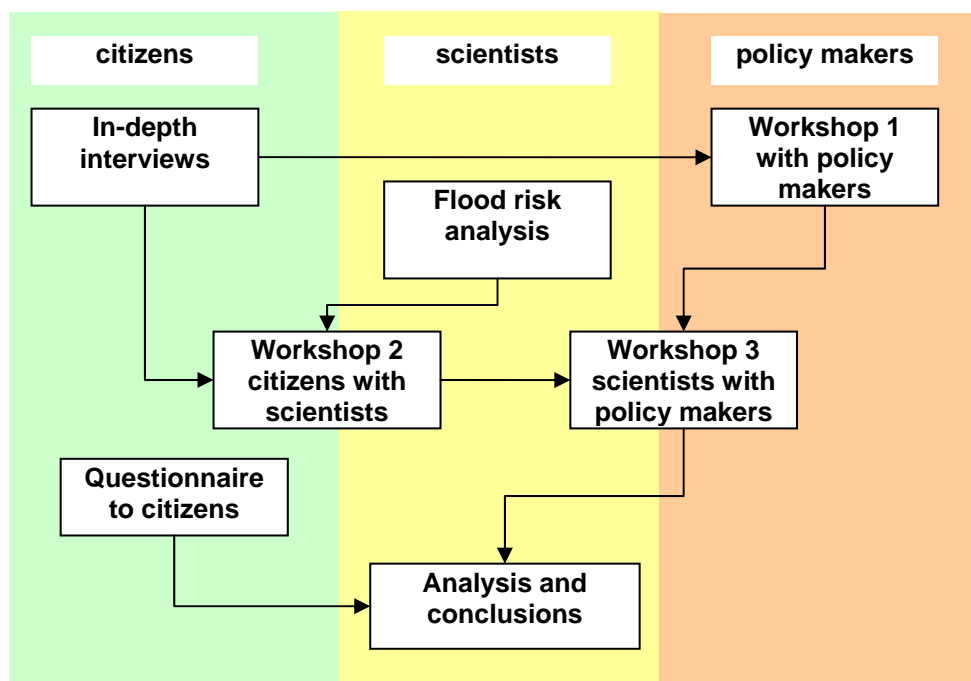 citizens
scientists
policy makers
In-depth
interviews
Workshop 1
with policy
makers
Flood risk
analysis
Workshop 2
citizens with
scientists
Workshop 3
scientists with
policy makers
Questionnaire
to citizens
Analysis and
conclusions